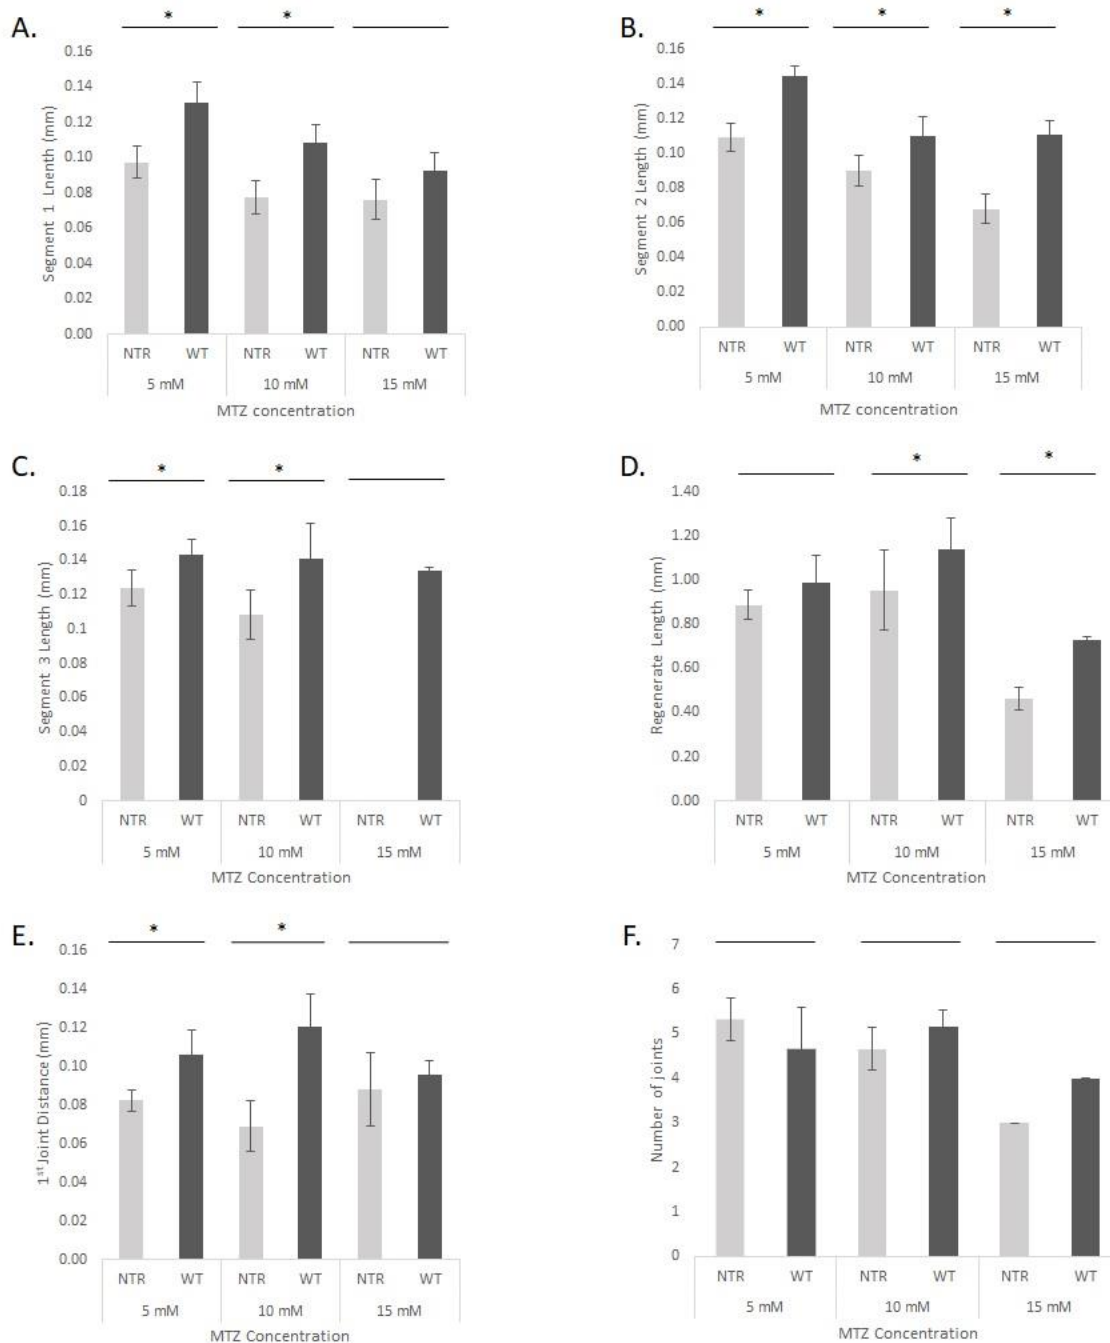 A.
* *
0.16
0.14
0.12
0.10
0.08
0.06
0.04
0.02
0.00
Segment 1 Lnenth (mm)
NTR WT NTR WT NTR WT
5 mM 10 mM 15 mM
MTZ concentration
B.
* * *
0.16
0.14
0.12
0.10
0.08
0.06
0.04
0.02
0.00
Segment 2 Length (mm)
NTR WT NTR WT NTR WT
5 mM 10 mM 15 mM
MTZ concentration
C.
* *
0.18
0.16
0.14
0.12
0.1
0.08
0.06
0.04
0.02
0
Segment 3 Length (mm)
NTR WT NTR WT NTR WT
5 mM 10 mM 15 mM
MTZ Concentration
D.
* *
1.40
1.20
1.00
0.80
0.60
0.40
0.20
0.00
Regenerate Length (mm)
NTR WT NTR WT NTR WT
5 mM 10 mM 15 mM
MTZ Concentration
E.
* *
0.16
0.14
0.12
0.10
0.08
0.06
0.04
0.02
0.00
1st Joint Distance (mm)
NTR WT NTR WT NTR WT
5 mM 10 mM 15 mM
MTZ Concentration
F.
7
6
5
4
3
2
1
0
Number of joints
NTR WT NTR WT NTR WT
5 mM 10 mM 15 mM
MTZ Concentration